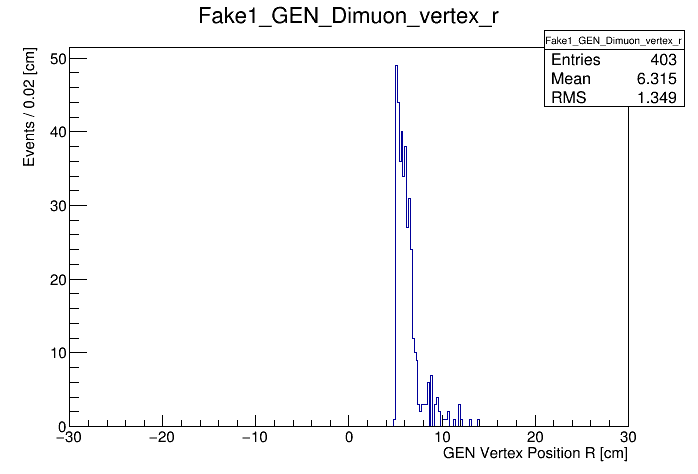 Fake1_GEN_Dimuon_vertex_r
Fake1_GEN_Dimuon_vertex_r
Entries 403
Mean 6.315
RMS 1.349
Events / 0.02 [cm]
50
40
30
20
10
0
−30 −20 −10 0 10 20 30
GEN Vertex Position R [cm]